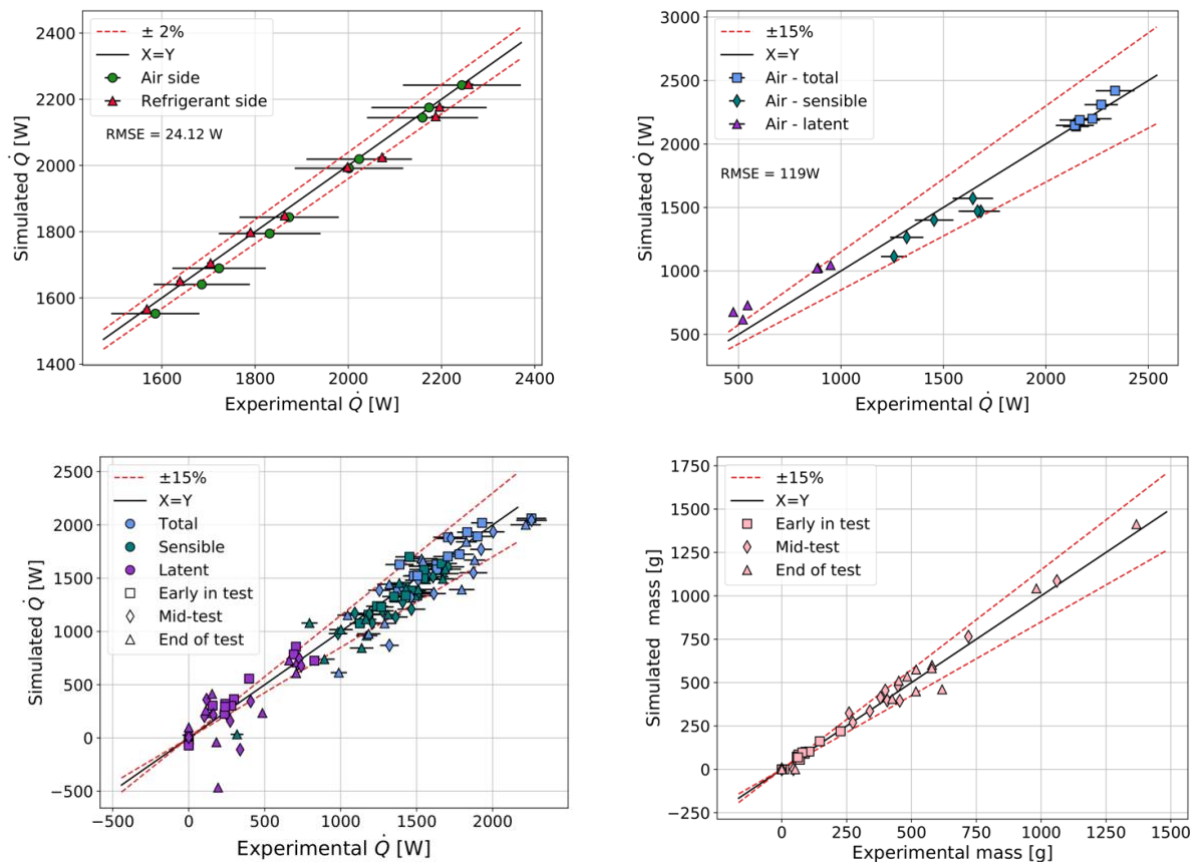 ± 2%
X=Y
Air side
Refrigerant side
RMSE = 24.12 W
2400
2200
2000
1800
1600
1400
Simulated Q̇ [W]
1600 1800 2000 2200 2400
Experimental Q̇ [W]
±15%
X=Y
Air - total
Air - sensible
Air - latent
RMSE = 119W
3000
2500
2000
1500
1000
500
Simulated Q̇ [W]
500 1000 1500 2000 2500
Experimental Q̇ [W]
±15%
X=Y
Total
Sensible
Latent
Early in test
Mid-test
End of test
2500
2000
1500
1000
500
0
−500
Simulated Q̇ [W]
−500 0 500 1000 1500 2000
Experimental Q̇ [W]
±15%
X=Y
Early in test
Mid-test
End of test
1750
1500
1250
1000
750
500
250
0
−250
Simulated mass [g]
0 250 500 750 1000 1250 1500
Experimental mass [g]